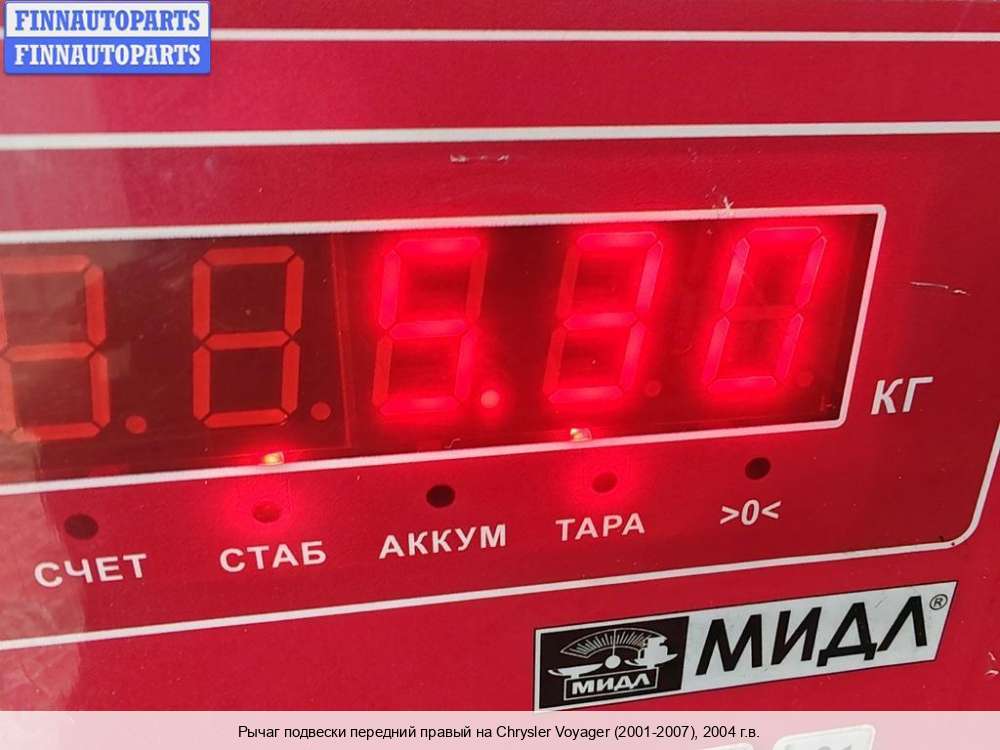 FINNAUTOPARTS
FINNAUTOPARTS
5.30
КГ
СЧЕТ СТАБ АККУМ ТАРА >0<
МИДЛ МИДЛ®
Рычаг подвески передний правый на Chrysler Voyager (2001-2007), 2004 г.в.